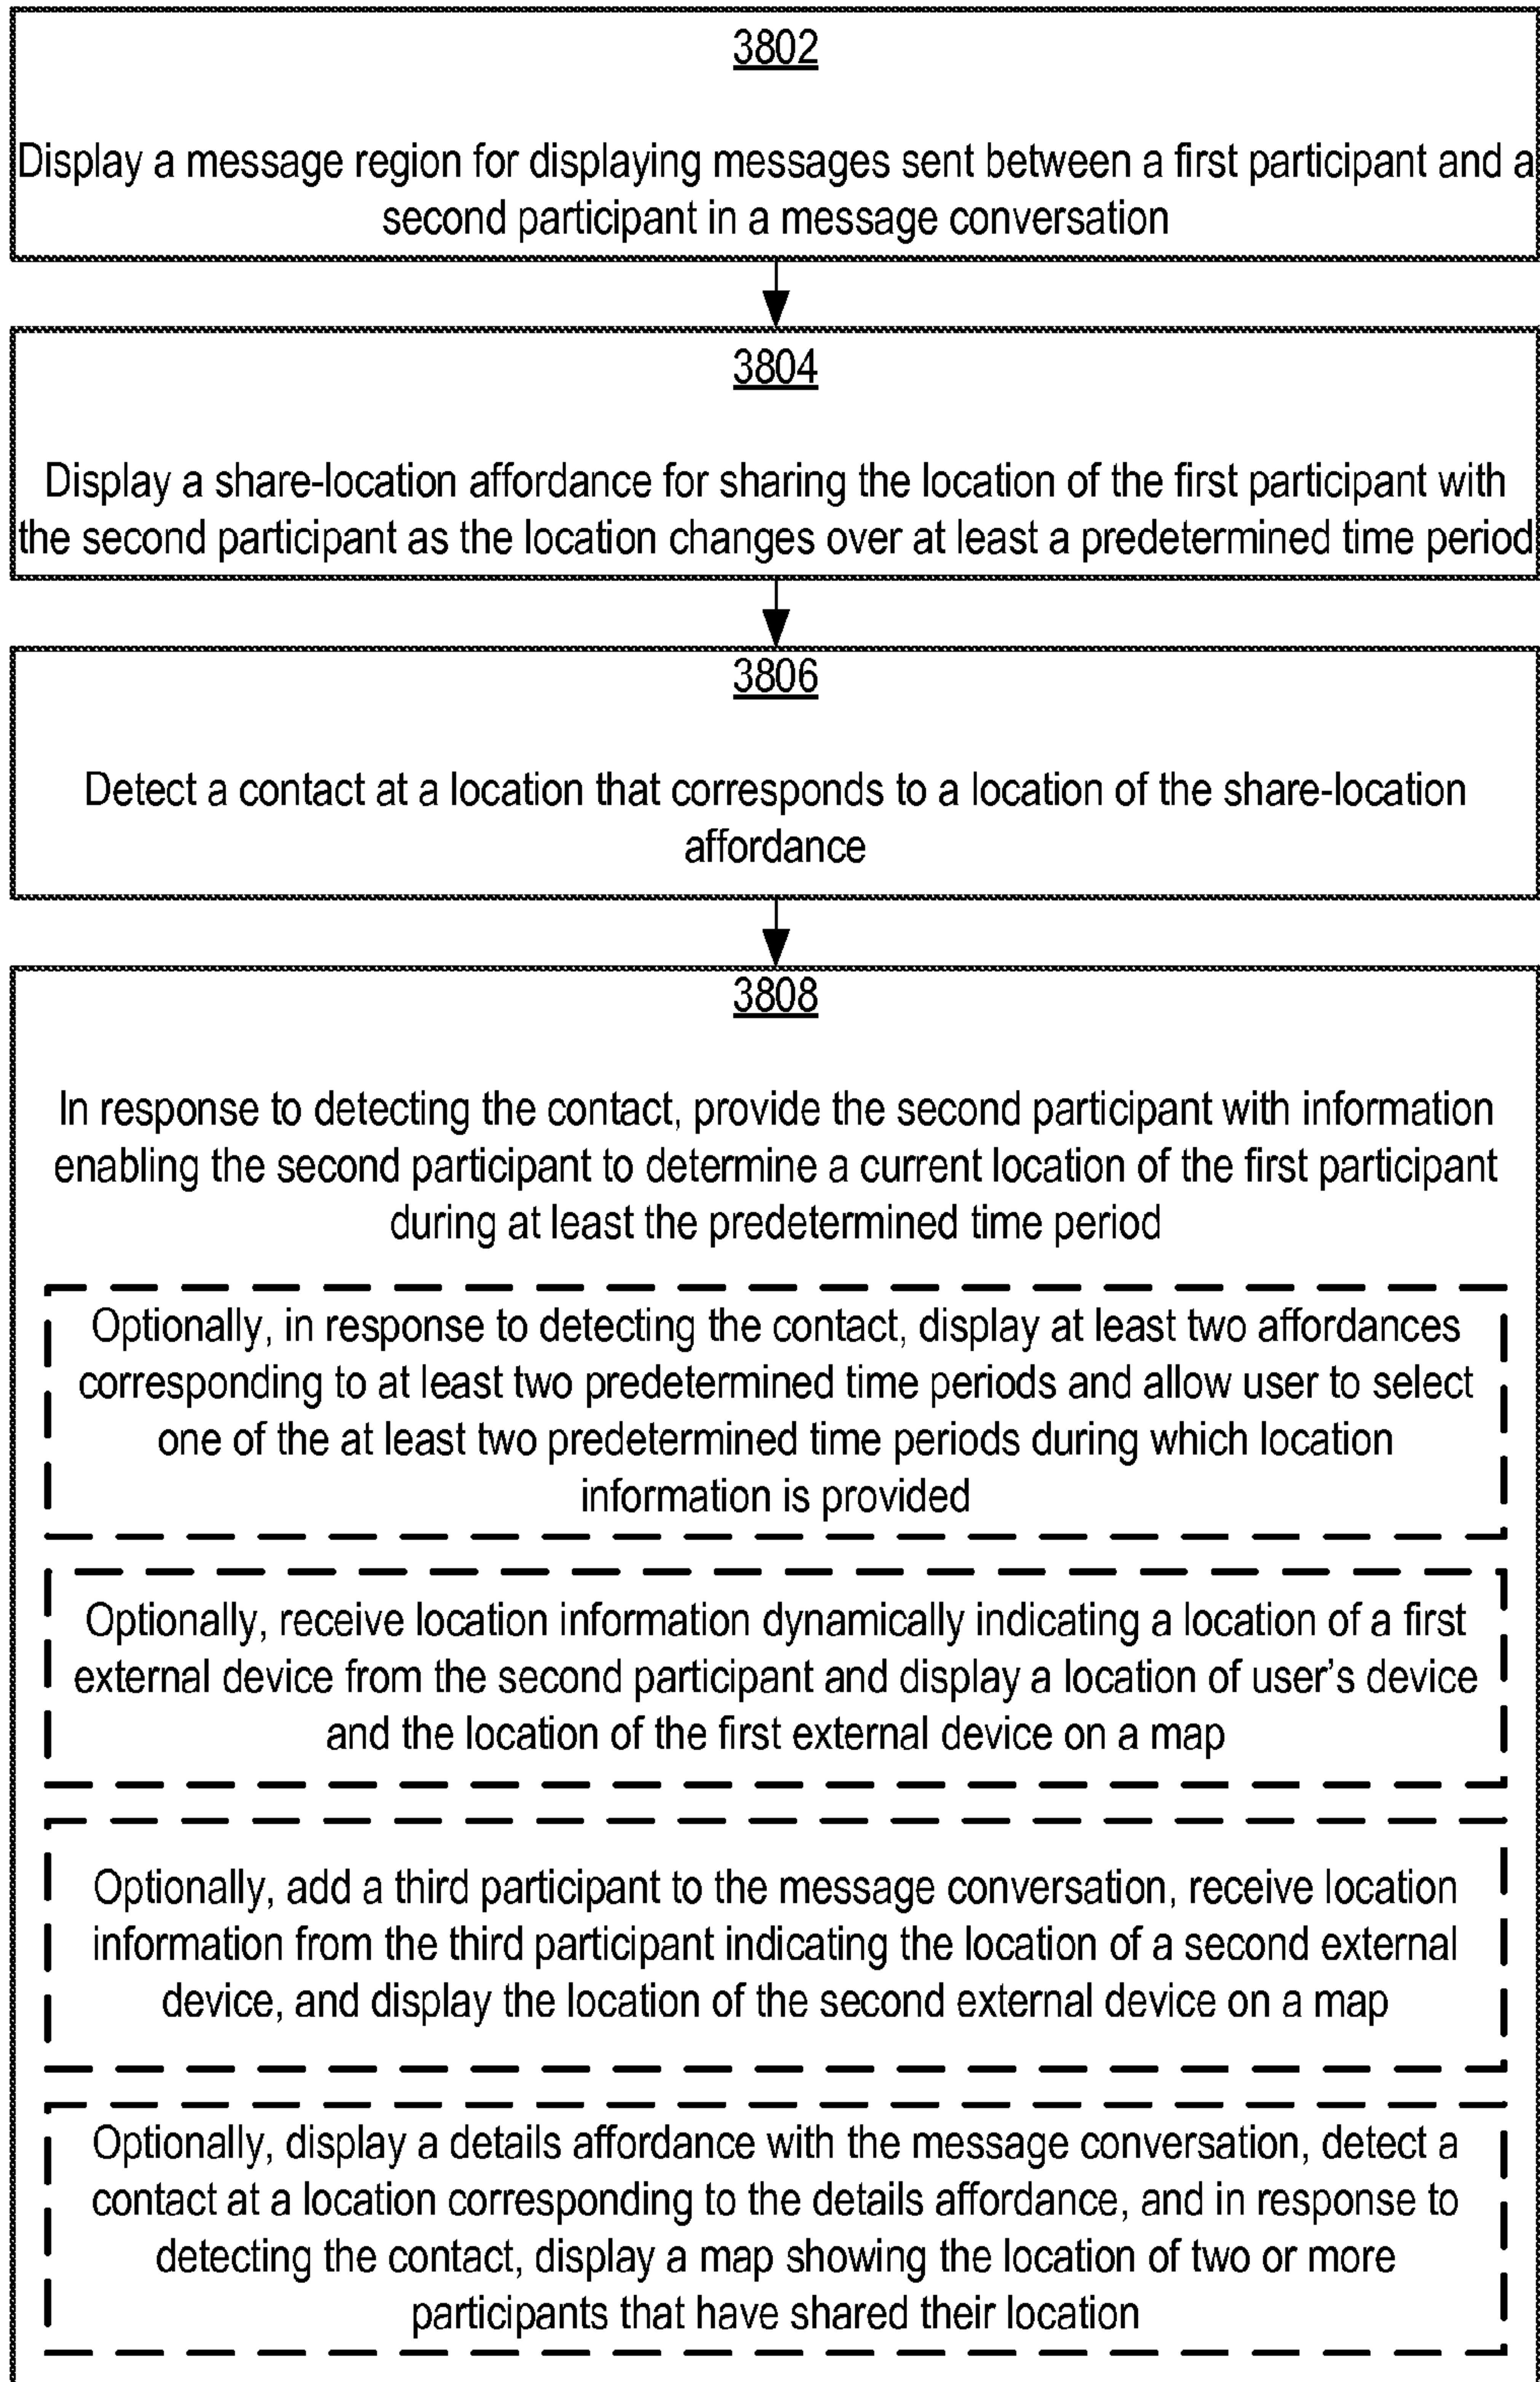 3802
Display a message region for displaying messages sent between a first participant and a
second participant in a message conversation
3804
Display a share-location affordance for sharing the location of the first participant with
the second participant as the location changes over at least a predetermined time period
3806
Detect a contact at a location that corresponds to a location of the share-location
affordance
3808
In response to detecting the contact, provide the second participant with information
enabling the second participant to determine a current location of the first participant
during at least the predetermined time period
Optionally, in response to detecting the contact, display at least two affordances
corresponding to at least two predetermined time periods and allow user to select
one of the at least two predetermined time periods during which location
information is provided
Optionally, receive location information dynamically indicating a location of a first
external device from the second participant and display a location of user’s device
and the location of the first external device on a map
Optionally, add a third participant to the message conversation, receive location
information from the third participant indicating the location of a second external
device, and display the location of the second external device on a map
Optionally, display a details affordance with the message conversation, detect a
contact at a location corresponding to the details affordance, and in response to
detecting the contact, display a map showing the location of two or more
participants that have shared their location